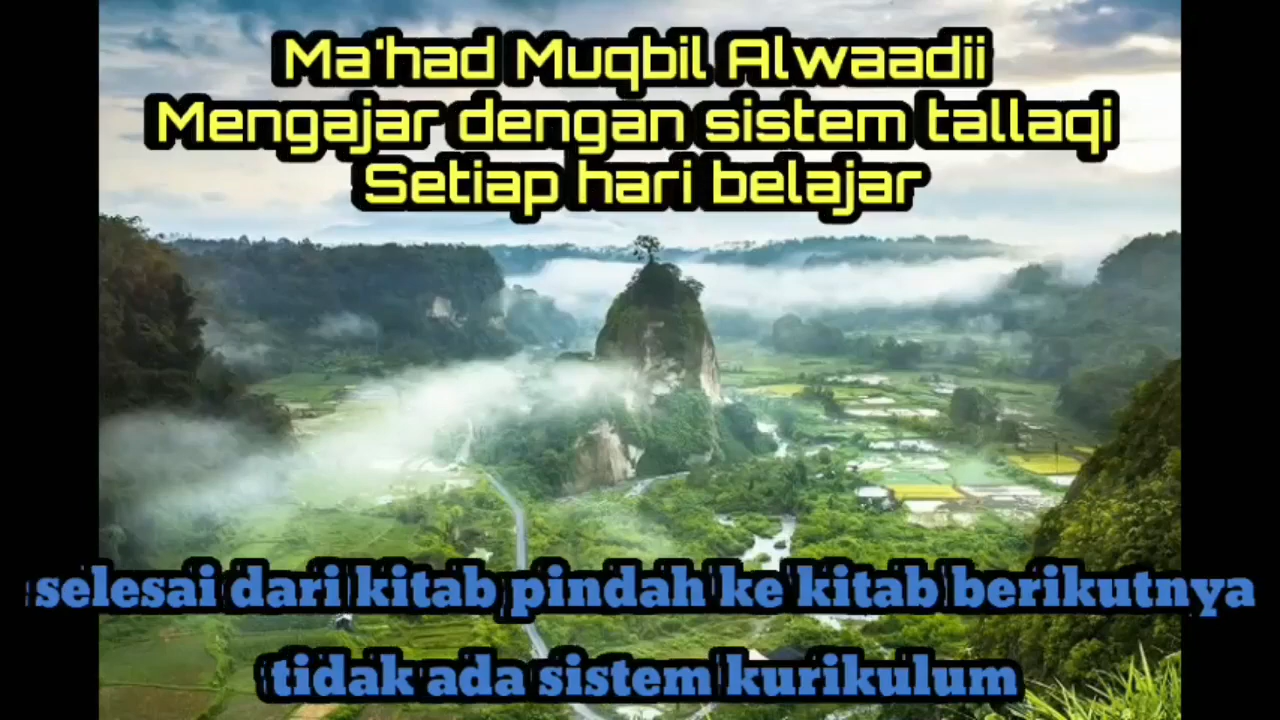 Ma'had Muqbil Alwaadii
Mengajar dengan sistem tallaqi
Setiap hari belajar
selesai dari kitab pindah ke kitab berikutnya
tidak ada sistem kurikulum